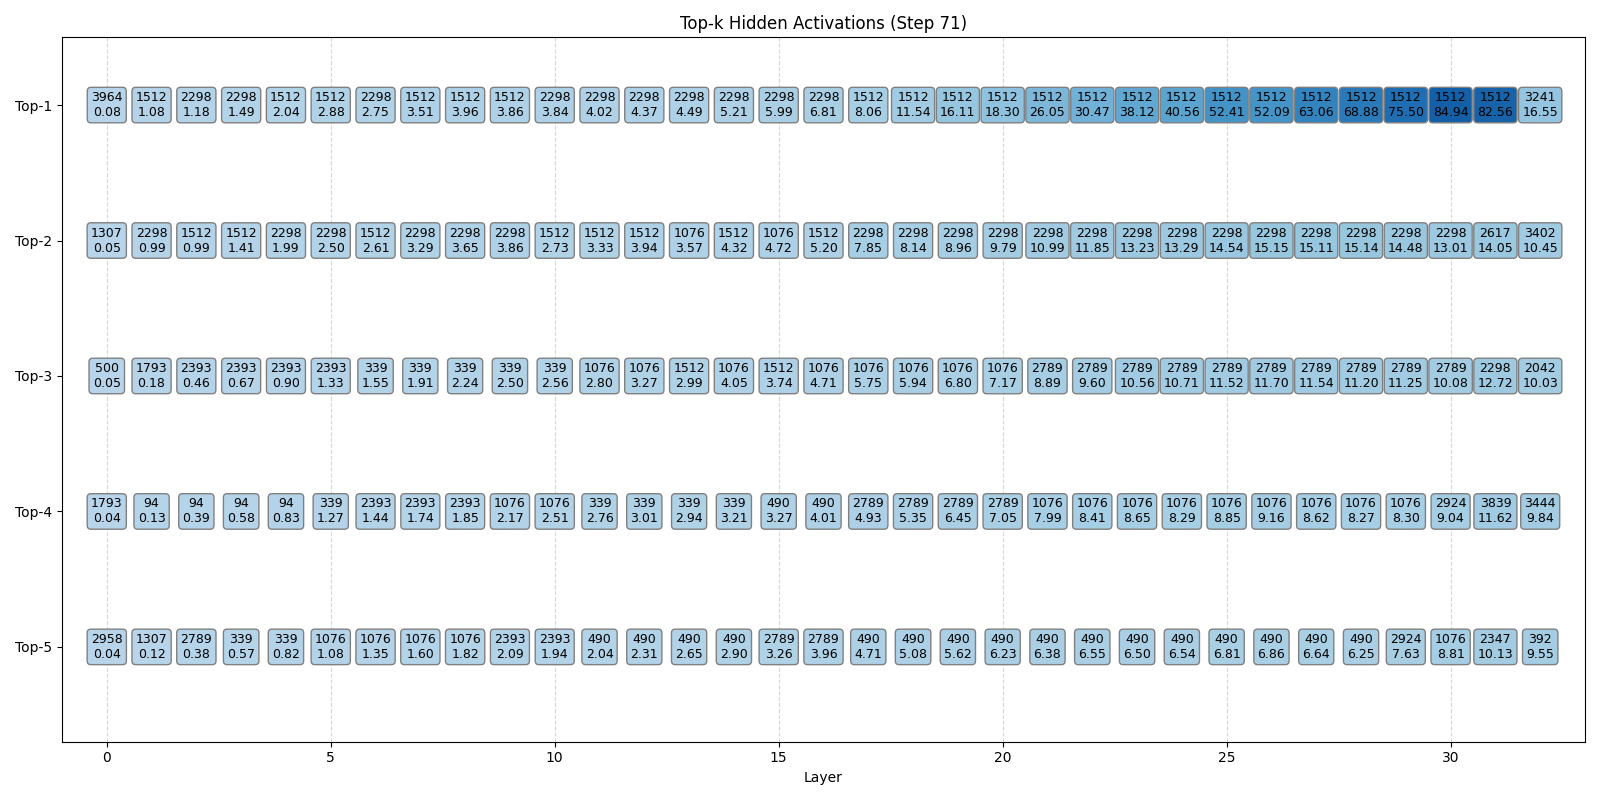 Top-k Hidden Activations (Step 71)
Top-1
3964 1512 2298 2298 1512 1512 2298 1512 1512 1512 2298 2298 2298 2298 2298 2298 2298 1512 1512 1512 1512 1512 1512 1512 1512 1512 1512 1512 1512 1512 1512 1512 3241
0.08 1.08 1.18 1.49 2.04 2.88 2.75 3.51 3.96 3.86 3.84 4.02 4.37 4.49 5.21 5.99 6.81 8.06 11.54 16.11 18.30 26.05 30.47 38.12 40.56 52.41 52.09 63.06 68.88 75.50 84.94 82.56 16.55
Top-2
1307 2298 1512 1512 2298 2298 1512 2298 2298 2298 1512 1512 1512 1076 1512 1076 1512 2298 2298 2298 2298 2298 2298 2298 2298 2298 2298 2298 2298 2298 2298 2617 3402
0.05 0.99 0.99 1.41 1.99 2.50 2.61 3.29 3.65 3.86 2.73 3.33 3.94 3.57 4.32 4.72 5.20 7.85 8.14 8.96 9.79 10.99 11.85 13.23 13.29 14.54 15.15 15.11 15.14 14.48 13.01 14.05 10.45
Top-3
500 1793 2393 2393 2393 2393 339 339 339 339 339 1076 1076 1512 1076 1512 1076 1076 1076 1076 1076 2789 2789 2789 2789 2789 2789 2789 2789 2789 2789 2298 2042
0.05 0.18 0.46 0.67 0.90 1.33 1.55 1.91 2.24 2.50 2.56 2.80 3.27 2.99 4.05 3.74 4.71 5.75 5.94 6.80 7.17 8.89 9.60 10.56 10.71 11.52 11.70 11.54 11.20 11.25 10.08 12.72 10.03
Top-4
1793 94 94 94 94 339 2393 2393 2393 1076 1076 339 339 339 339 490 490 2789 2789 2789 2789 1076 1076 1076 1076 1076 1076 1076 1076 1076 2924 3839 3444
0.04 0.13 0.39 0.58 0.83 1.27 1.44 1.74 1.85 2.17 2.51 2.76 3.01 2.94 3.21 3.27 4.01 4.93 5.35 6.45 7.05 7.99 8.41 8.65 8.29 8.85 9.16 8.62 8.27 8.30 9.04 11.62 9.84
Top-5
2958 1307 2789 339 339 1076 1076 1076 1076 2393 2393 490 490 490 490 2789 2789 490 490 490 490 490 490 490 490 490 490 490 490 2924 1076 2347 392
0.04 0.12 0.38 0.57 0.82 1.08 1.35 1.60 1.82 2.09 1.94 2.04 2.31 2.65 2.90 3.26 3.96 4.71 5.08 5.62 6.23 6.38 6.55 6.50 6.54 6.81 6.86 6.64 6.25 7.63 8.81 10.13 9.55
0 5 10 15 20 25 30
Layer